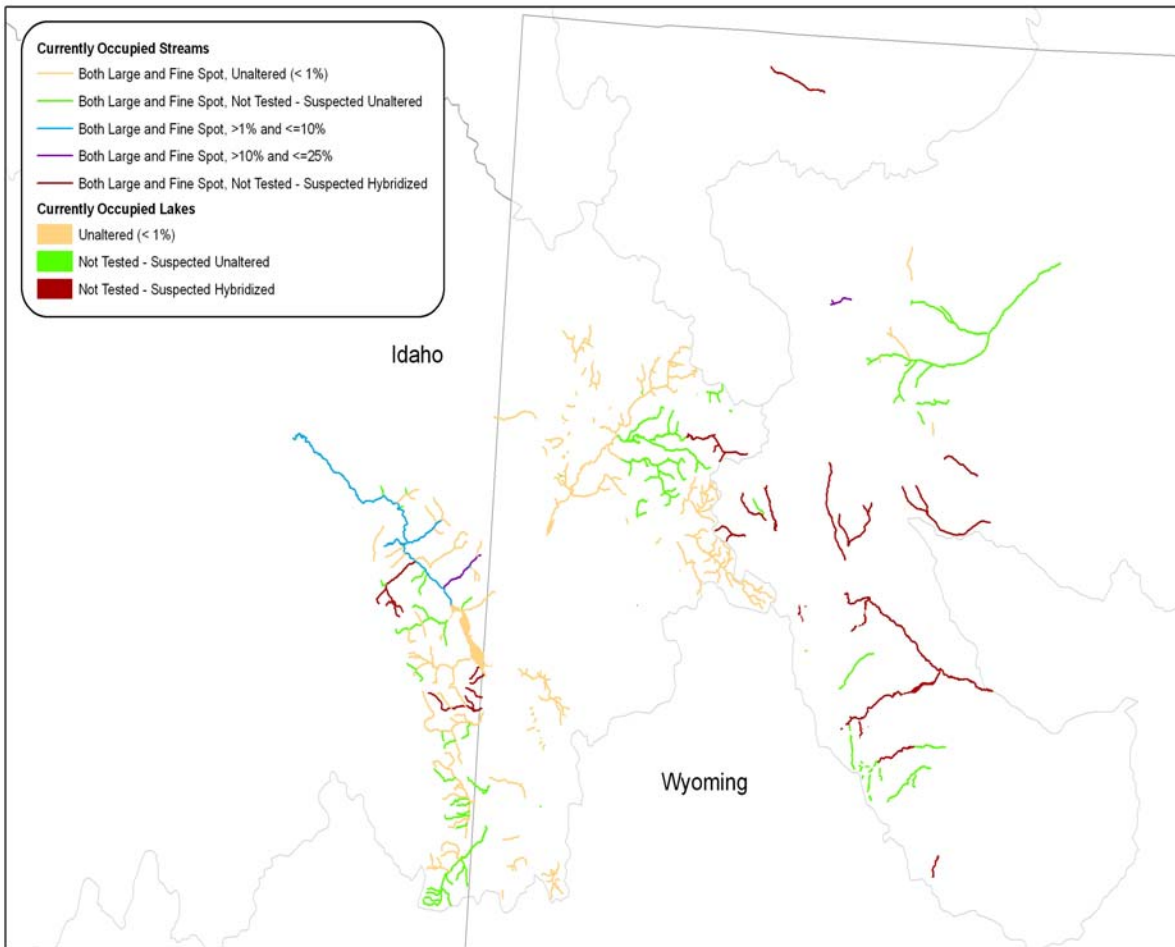 Currently Occupied Streams
Both Large and Fine Spot, Unaltered (< 1%)
Both Large and Fine Spot, Not Tested - Suspected Unaltered
Both Large and Fine Spot, >1% and <=10%
Both Large and Fine Spot, >10% and <=25%
Both Large and Fine Spot, Not Tested - Suspected Hybridized
Currently Occupied Lakes
Unaltered (< 1%)
Not Tested - Suspected Unaltered
Not Tested - Suspected Hybridized
Idaho
Wyoming